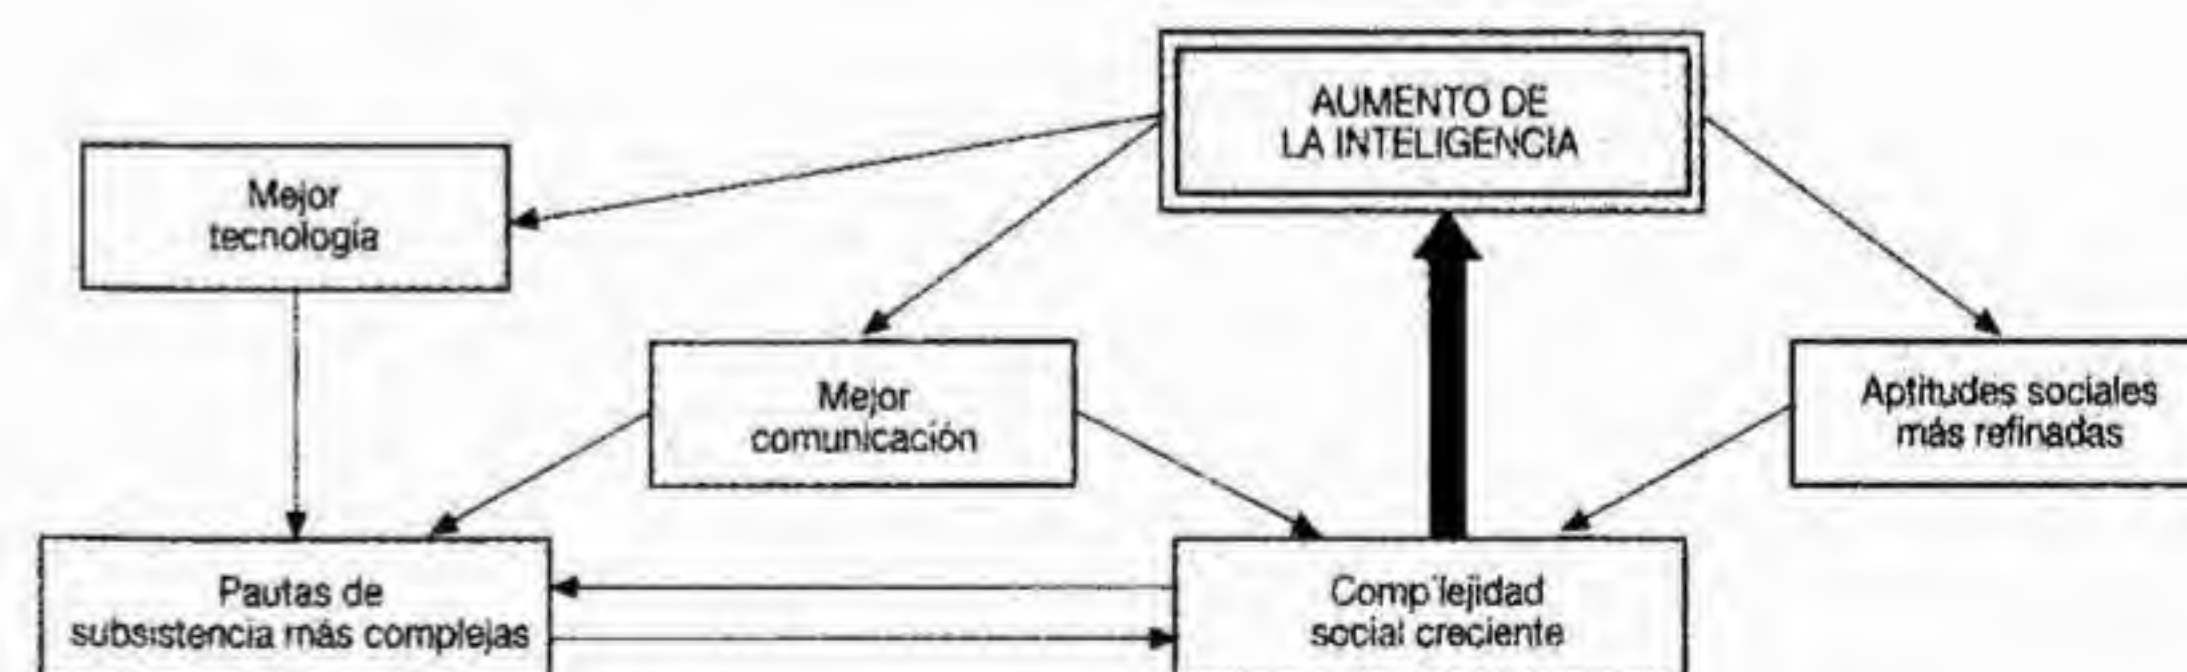 AUMENTO DE
LA INTELIGENCIA
Mejor
tecnología
Mejor
comunicación
Aptitudes sociales
más refinadas
Pautas de
subsistencia más complejas
Complejidad
social creciente